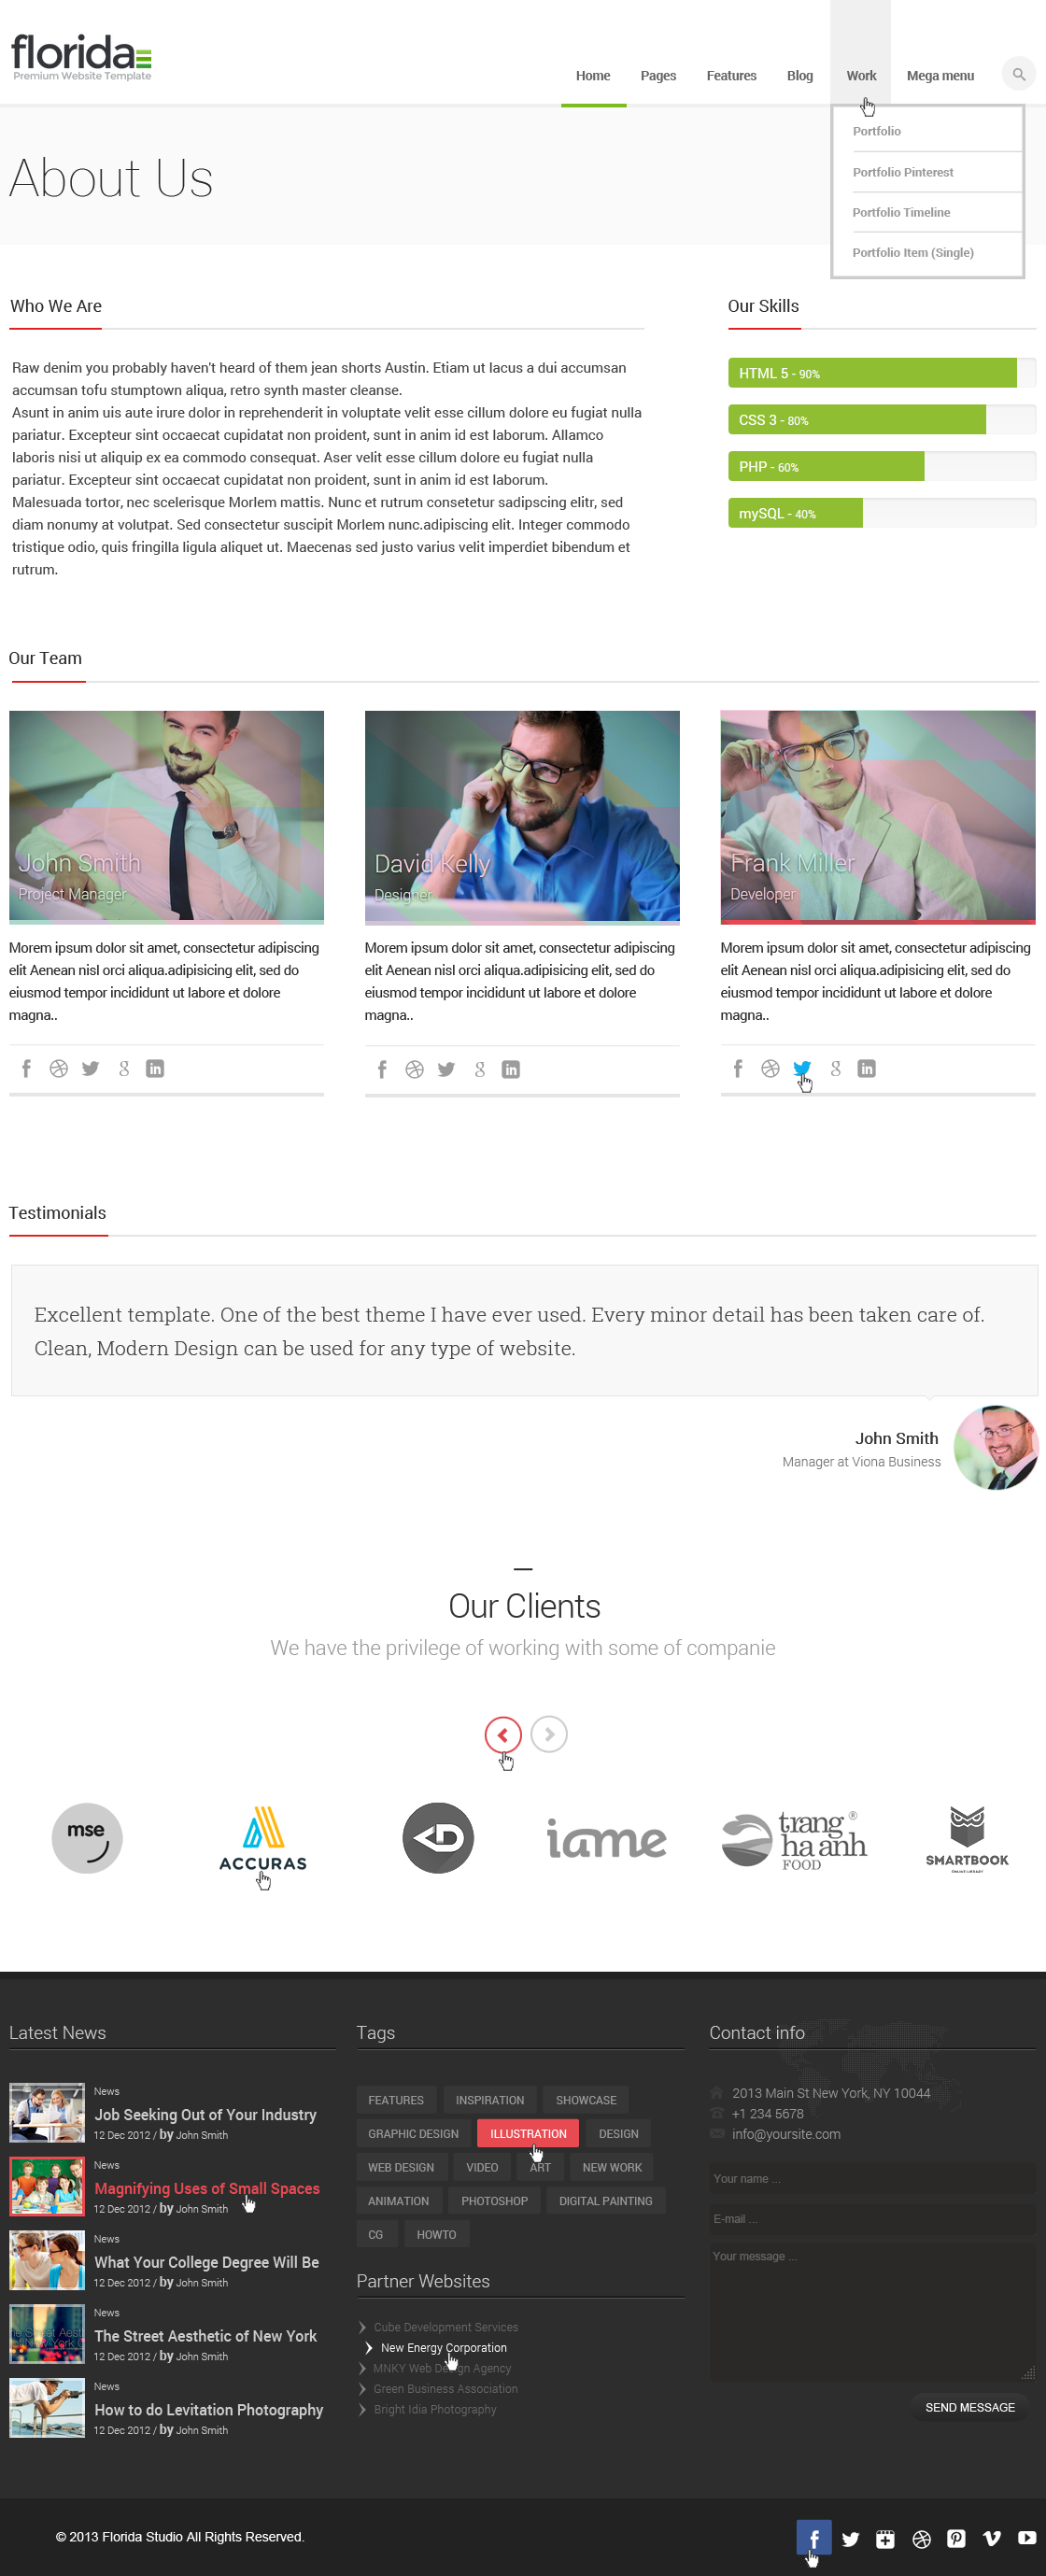 florida
Premium Website Template
Home Pages Features Blog Work Mega menu
Portfolio
Portfolio Pinterest
Portfolio Timeline
Portfolio Item (Single)
About Us
Who We Are
Raw denim you probably haven't heard of them jean shorts Austin. Etiam ut lacus a dui accumsan
accumsan tofu stumptown aliqua, retro synth master cleanse.
Asunt in anim uis aute irure dolor in reprehenderit in voluptate velit esse cillum dolore eu fugiat nulla
pariatur. Excepteur sint occaecat cupidatat non proident, sunt in anim id est laborum. Allamco
laboris nisi ut aliquip ex ea commodo consequat. Aser velit esse cillum dolore eu fugiat nulla
pariatur. Excepteur sint occaecat cupidatat non proident, sunt in anim id est laborum.
Malesuada tortor, nec scelerisque Morlem mattis. Nunc et rutrum consetetur sadipscing elitr, sed
diam nonumy at volutpat. Sed consectetur suscipit Morlem nunc.adipiscing elit. Integer commodo
tristique odio, quis fringilla ligula aliquet ut. Maecenas sed justo varius velit imperdiet bibendum et
rutrum.
Our Skills
HTML 5 - 90%
CSS 3 - 80%
PHP - 60%
mySQL - 40%
Our Team
John Smith
Project Manager
Morem ipsum dolor sit amet, consectetur adipiscing
elit Aenean nisl orci aliqua.adipisicing elit, sed do
eiusmod tempor incididunt ut labore et dolore
magna..
David Kelly
Designer
Morem ipsum dolor sit amet, consectetur adipiscing
elit Aenean nisl orci aliqua.adipisicing elit, sed do
eiusmod tempor incididunt ut labore et dolore
magna..
Frank Miller
Developer
Morem ipsum dolor sit amet, consectetur adipiscing
elit Aenean nisl orci aliqua.adipisicing elit, sed do
eiusmod tempor incididunt ut labore et dolore
magna..
Testimonials
Excellent template. One of the best theme I have ever used. Every minor detail has been taken care of.
Clean, Modern Design can be used for any type of website.
John Smith
Manager at Viona Business
Our Clients
We have the privilege of working with some of companie
mse
ACCURAS
iame
trang
ha anh
FOOD
®
SMARTBOOK
ONLINE LIBRARY
Latest News
News
Job Seeking Out of Your Industry
12 Dec 2012 / by John Smith
News
Magnifying Uses of Small Spaces
12 Dec 2012 / by John Smith
News
What Your College Degree Will Be
12 Dec 2012 / by John Smith
News
The Street Aesthetic of New York
12 Dec 2012 / by John Smith
News
How to do Levitation Photography
12 Dec 2012 / by John Smith
Tags
FEATURES INSPIRATION SHOWCASE
GRAPHIC DESIGN ILLUSTRATION DESIGN
WEB DESIGN VIDEO ART NEW WORK
ANIMATION PHOTOSHOP DIGITAL PAINTING
CG HOWTO
Partner Websites
Cube Development Services
New Energy Corporation
MNKY Web Design Agency
Green Business Association
Bright Idia Photography
Contact info
2013 Main St New York, NY 10044
+1 234 5678
info@yoursite.com
Your name ...
E-mail ...
Your message ...
SEND MESSAGE
© 2013 Florida Studio All Rights Reserved.